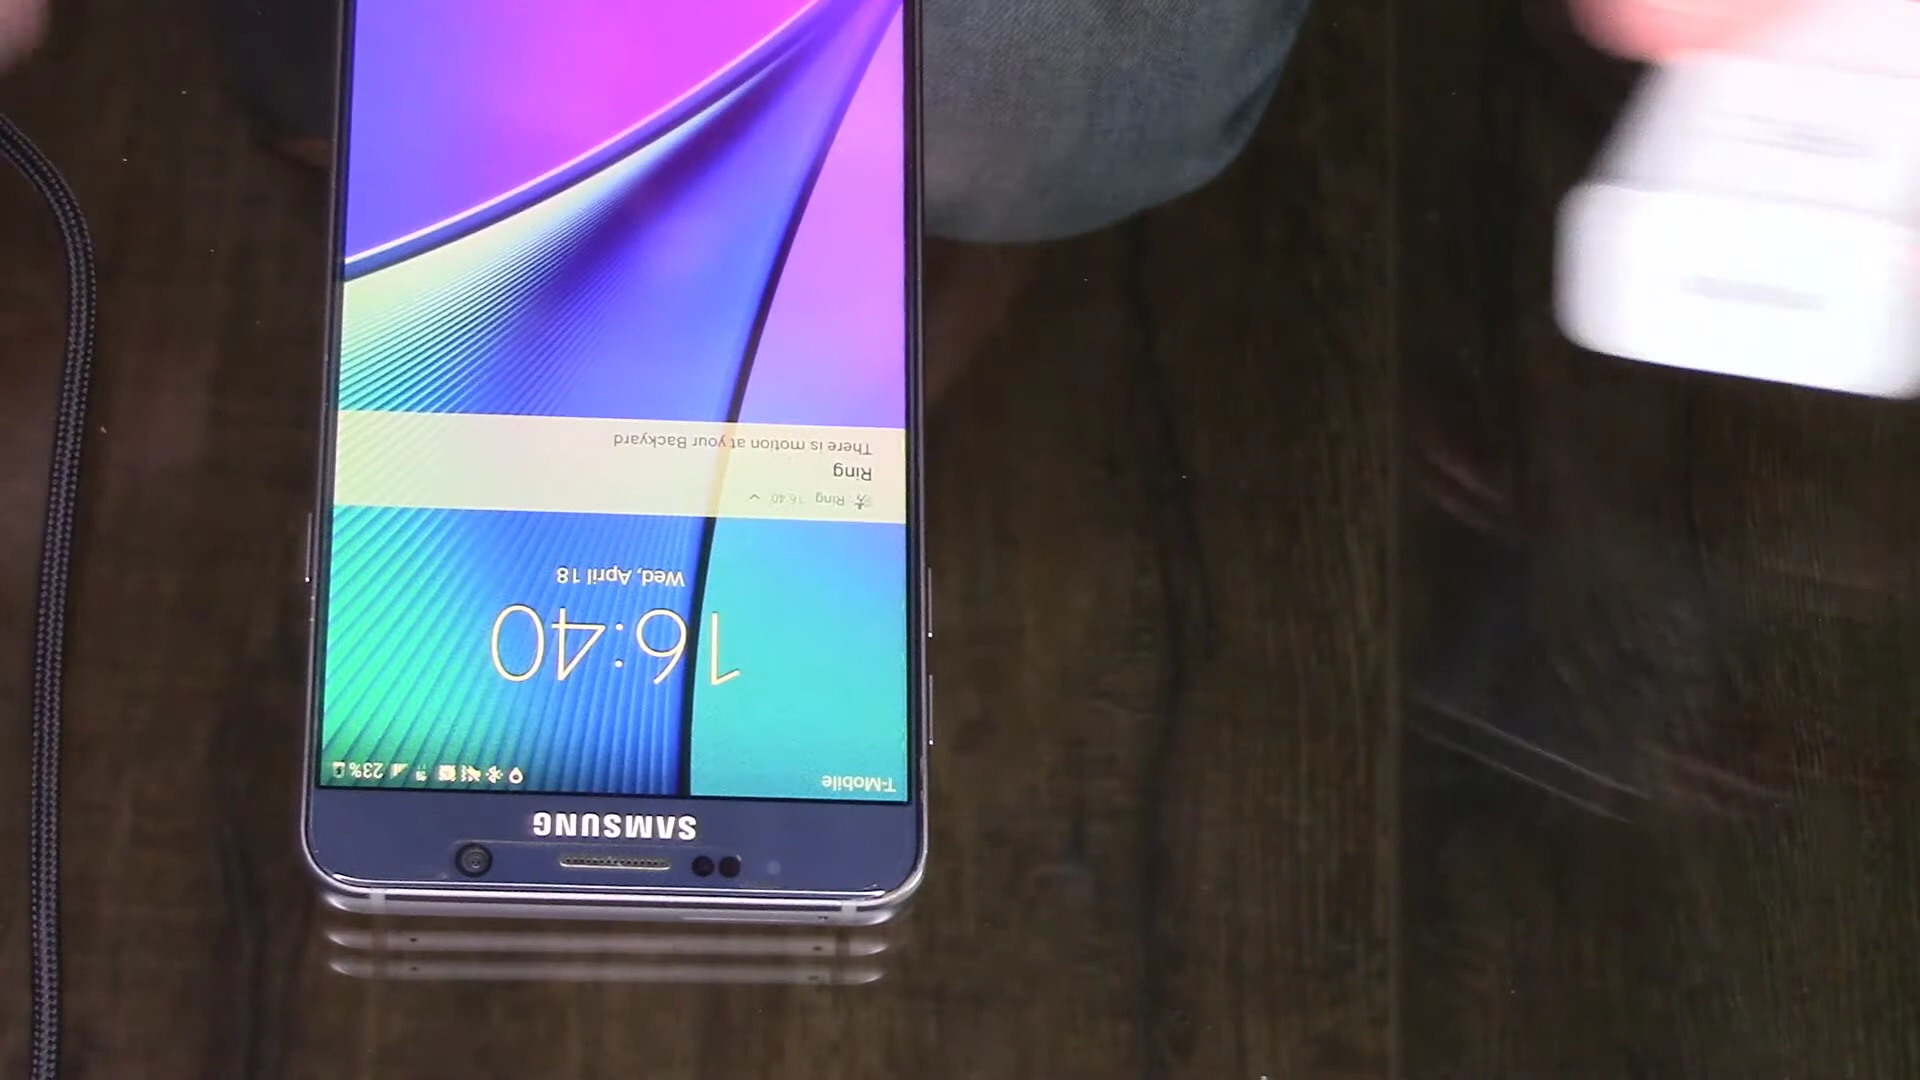 SAMSUNG
T-Mobile 23%
16:40
Wed, April 18
Ring 16:40
Ring
There is motion at your Backyard